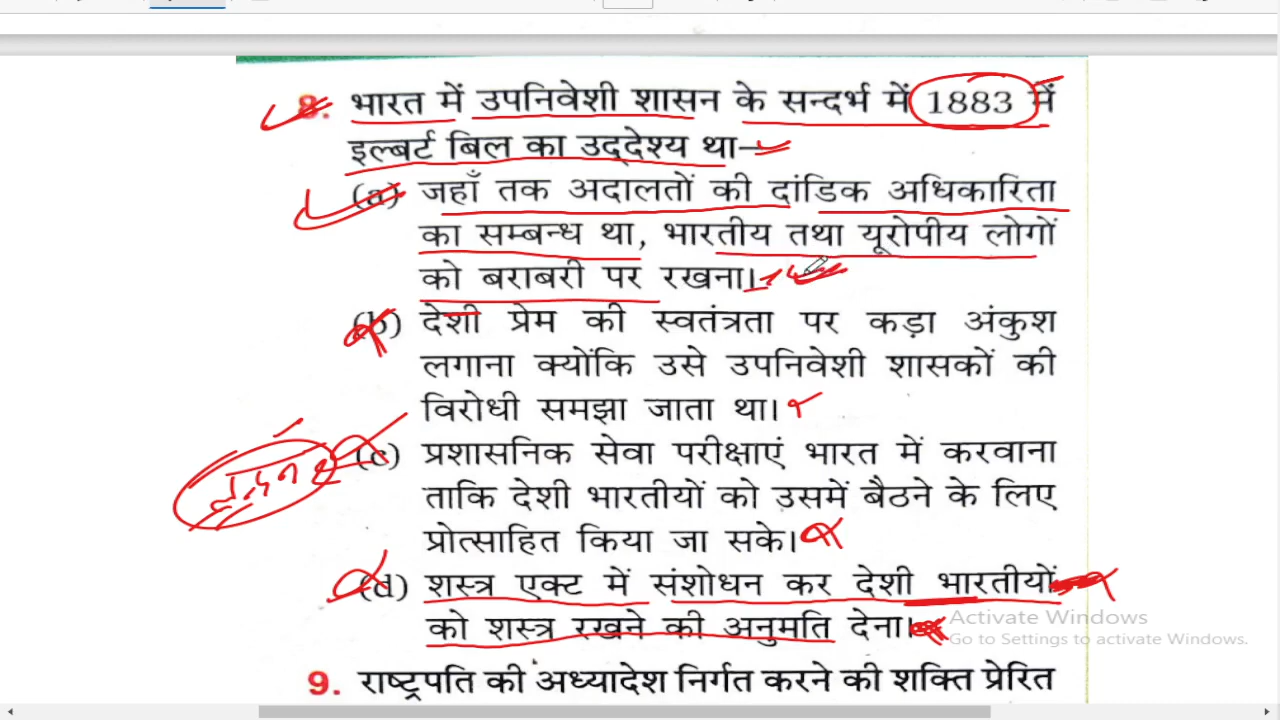 8. भारत में उपनिवेशी शासन के सन्दर्भ में 1883 में
इल्बर्ट बिल का उद्देश्य था–
(a) जहाँ तक अदालतों की दांडिक अधिकारिता
का सम्बन्ध था, भारतीय तथा यूरोपीय लोगों
को बराबरी पर रखना।
(b) देशी प्रेम की स्वतंत्रता पर कड़ा अंकुश
लगाना क्योंकि उसे उपनिवेशी शासकों की
विरोधी समझा जाता था।
(c) प्रशासनिक सेवा परीक्षाएं भारत में करवाना
ताकि देशी भारतीयों को उसमें बैठने के लिए
प्रोत्साहित किया जा सके।
(d) शस्त्र एक्ट में संशोधन कर देशी भारतीयों
को शस्त्र रखने की अनुमति देना।
Activate Windows
Go to Settings to activate Windows.
9. राष्ट्रपति की अध्यादेश निर्गत करने की शक्ति प्रेरित